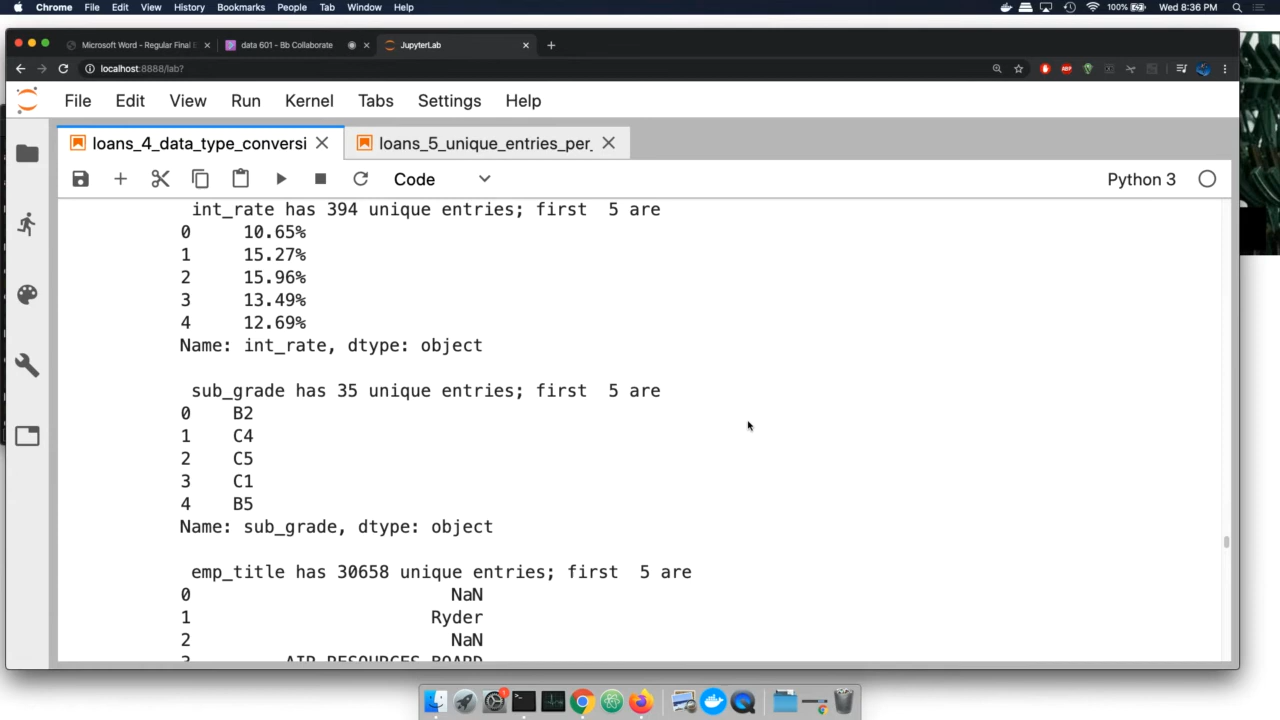 Chrome File Edit View History Bookmarks People Tab Window Help 100% Wed 8:36 PM
Microsoft Word - Regular Final E data 601 - Bb Collaborate JupyterLab
localhost:8888/lab?
File Edit View Run Kernel Tabs Settings Help
loans_4_data_type_conversi loans_5_unique_entries_per_
Code Python 3
int_rate has 394 unique entries; first 5 are
0 10.65%
1 15.27%
2 15.96%
3 13.49%
4 12.69%
Name: int_rate, dtype: object
sub_grade has 35 unique entries; first 5 are
0 B2
1 C4
2 C5
3 C1
4 B5
Name: sub_grade, dtype: object
emp_title has 30658 unique entries; first 5 are
0 NaN
1 Ryder
2 NaN
3 AIR RESOURCES BOARD